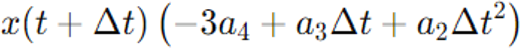 x(t + Δt) (−3a₄ + a₃Δt + a₂Δt²)